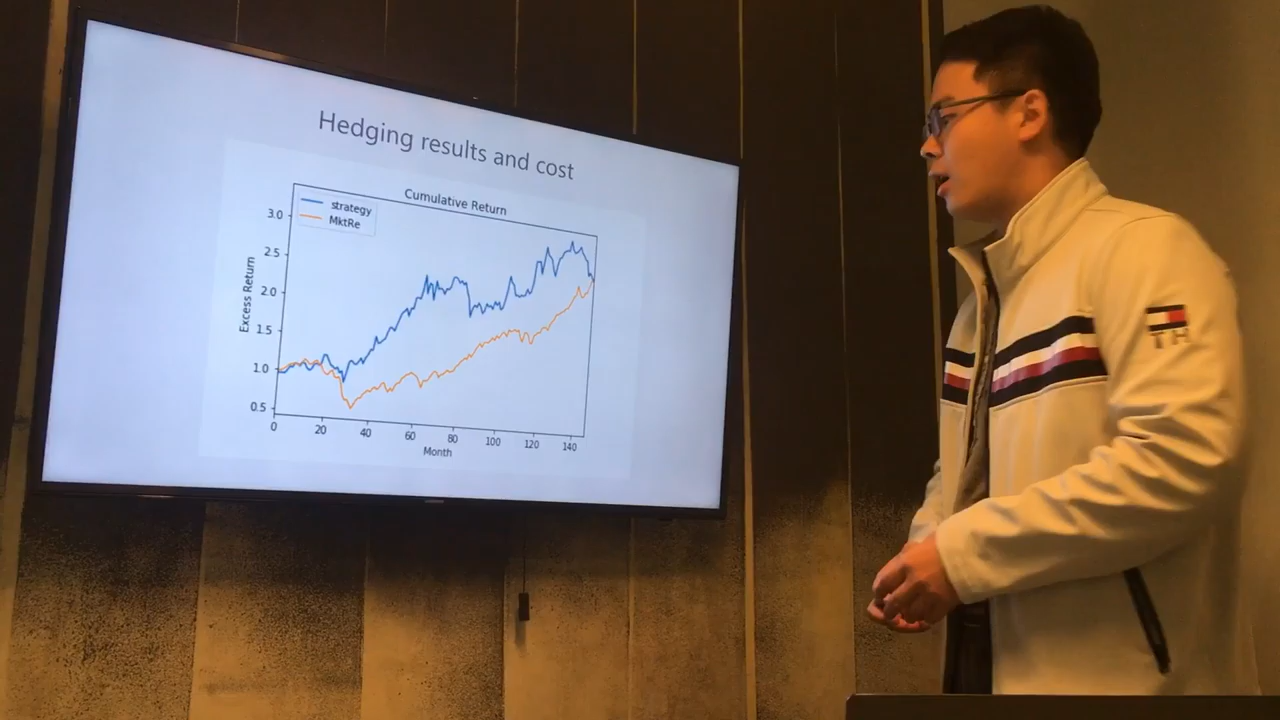 Hedging results and cost
Cumulative Return
strategy
MktRe
Excess Return
3.0
2.5
2.0
1.5
1.0
0.5
0
20
40
60
80
100
120
140
Month
TH